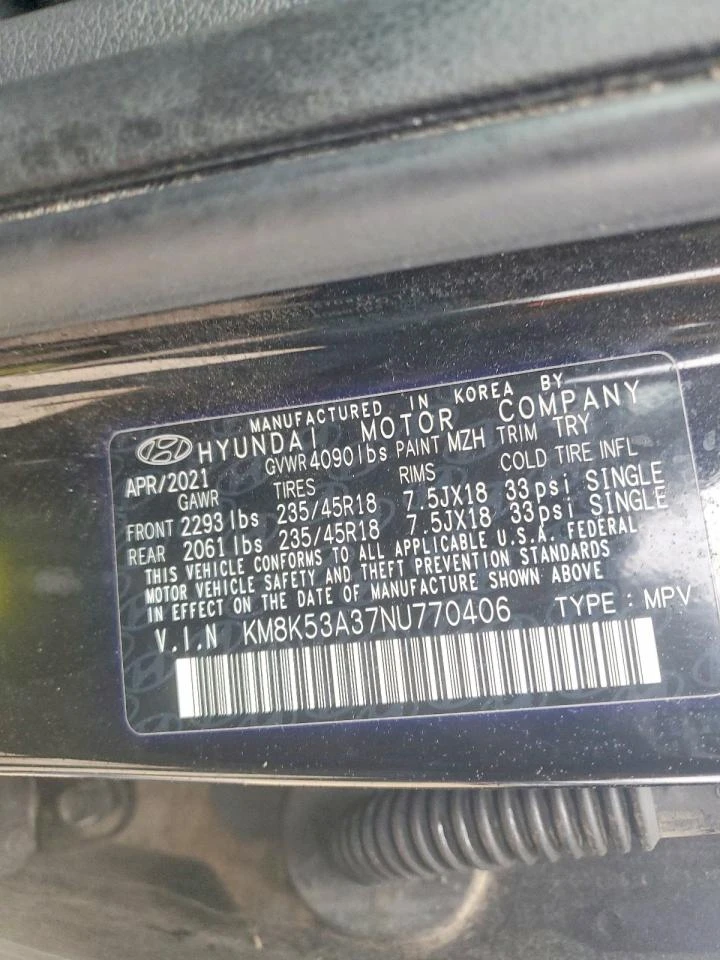 MANUFACTURED IN KOREA BY
HYUNDAI MOTOR COMPANY
APR/2021 GVWR 4090 lbs PAINT MZH TRIM TRY
GAWR TIRES RIMS COLD TIRE INFL
FRONT 2293 lbs 235/45R18 7.5JX18 33 psi SINGLE
REAR 2061 lbs 235/45R18 7.5JX18 33 psi SINGLE
THIS VEHICLE CONFORMS TO ALL APPLICABLE U.S.A. FEDERAL
MOTOR VEHICLE SAFETY AND THEFT PREVENTION STANDARDS
IN EFFECT ON THE DATE OF MANUFACTURE SHOWN ABOVE
V.I.N KM8K53A37NU770406 TYPE : MPV